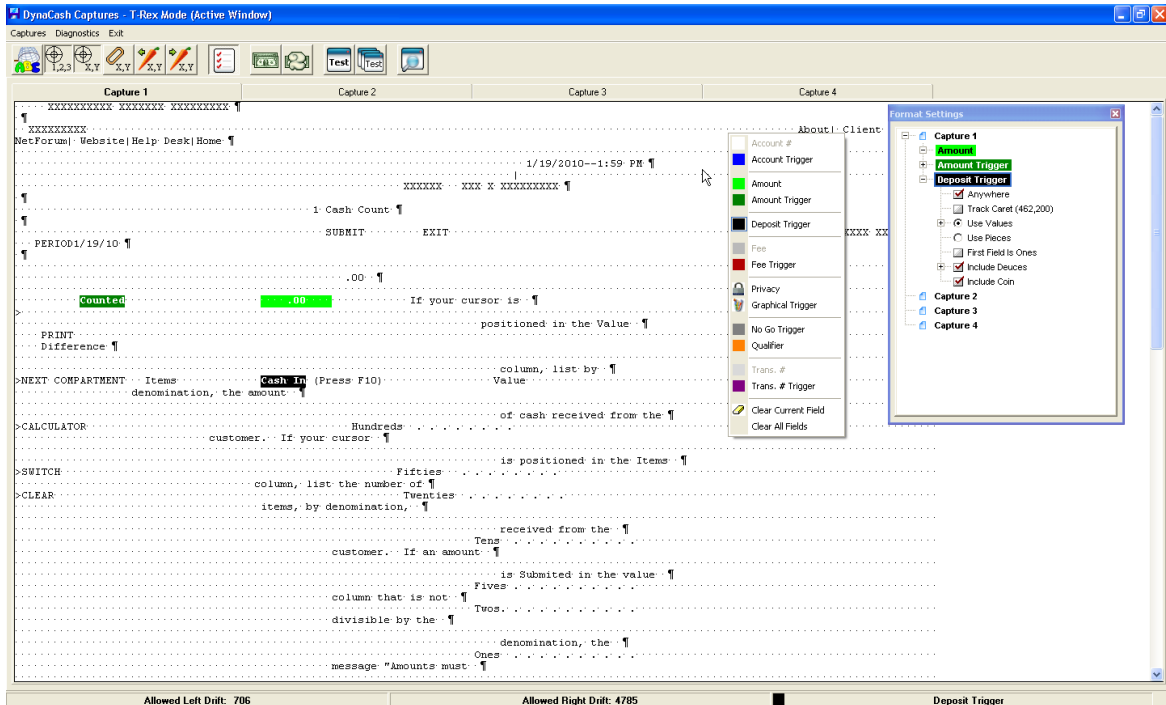 DynaCash Captures - T-Rex Mode (Active Window)
Captures Diagnostics Exit
ABC 1,2,3 X,Y X,Y X,Y X,Y Test Test
Capture 1 Capture 2 Capture 3 Capture 4
XXXXXXXXXX XXXXXXX XXXXXXXXX ¶
¶
XXXXXXXXX About| Client
NetForum| Website|Help Desk|Home ¶
1/19/2010--1:59 PM ¶
|
XXXXXX XXX X XXXXXXXXX ¶
¶
1 Cash Count ¶
¶
SUBMIT EXIT XXXX XX
PERIOD1/19/10 ¶
¶
.00 ¶
Counted .00 If your cursor is ¶
>
positioned in the Value ¶
PRINT
Difference ¶
column, list by ¶
>NEXT COMPARTMENT Items Cash In (Press F10) Value
denomination, the amount ¶
of cash received from the ¶
>CALCULATOR Hundreds . . . . . . . .
customer. If your cursor ¶
is positioned in the Items ¶
>SWITCH Fifties . . . . . . . . .
column, list the number of ¶
>CLEAR Twenties . . . . . . . . .
items, by denomination, ¶
received from the ¶
Tens . . . . . . . . . .
customer. If an amount ¶
is Submited in the value ¶
Fives . . . . . . . . . .
column that is not ¶
Twos. . . . . . . . . . .
divisible by the ¶
denomination, the ¶
Ones . . . . . . . . . .
message "Amounts must ¶
Account #
Account Trigger
Amount
Amount Trigger
Deposit Trigger
Fee
Fee Trigger
Privacy
Graphical Trigger
No Go Trigger
Qualifier
Trans. #
Trans. # Trigger
Clear Current Field
Clear All Fields
Format Settings
Capture 1
Amount
Amount Trigger
Deposit Trigger
Anywhere
Track Caret (462,200)
Use Values
Use Pieces
First Field Is Ones
Include Deuces
Include Coin
Capture 2
Capture 3
Capture 4
Allowed Left Drift: 706 Allowed Right Drift: 4785 Deposit Trigger